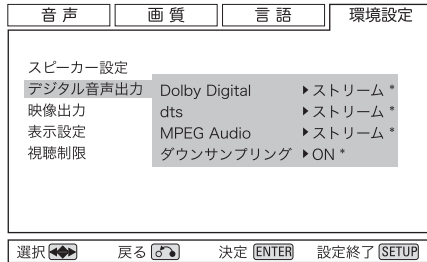 音声 画質 言語 環境設定
スピーカー設定
デジタル音声出力 Dolby Digital ▶ストリーム *
映像出力 dts ▶ストリーム *
表示設定 MPEG Audio ▶ストリーム *
視聴制限 ダウンサンプリング ▶ON *
選択 戻る 決定 ENTER 設定終了 SETUP